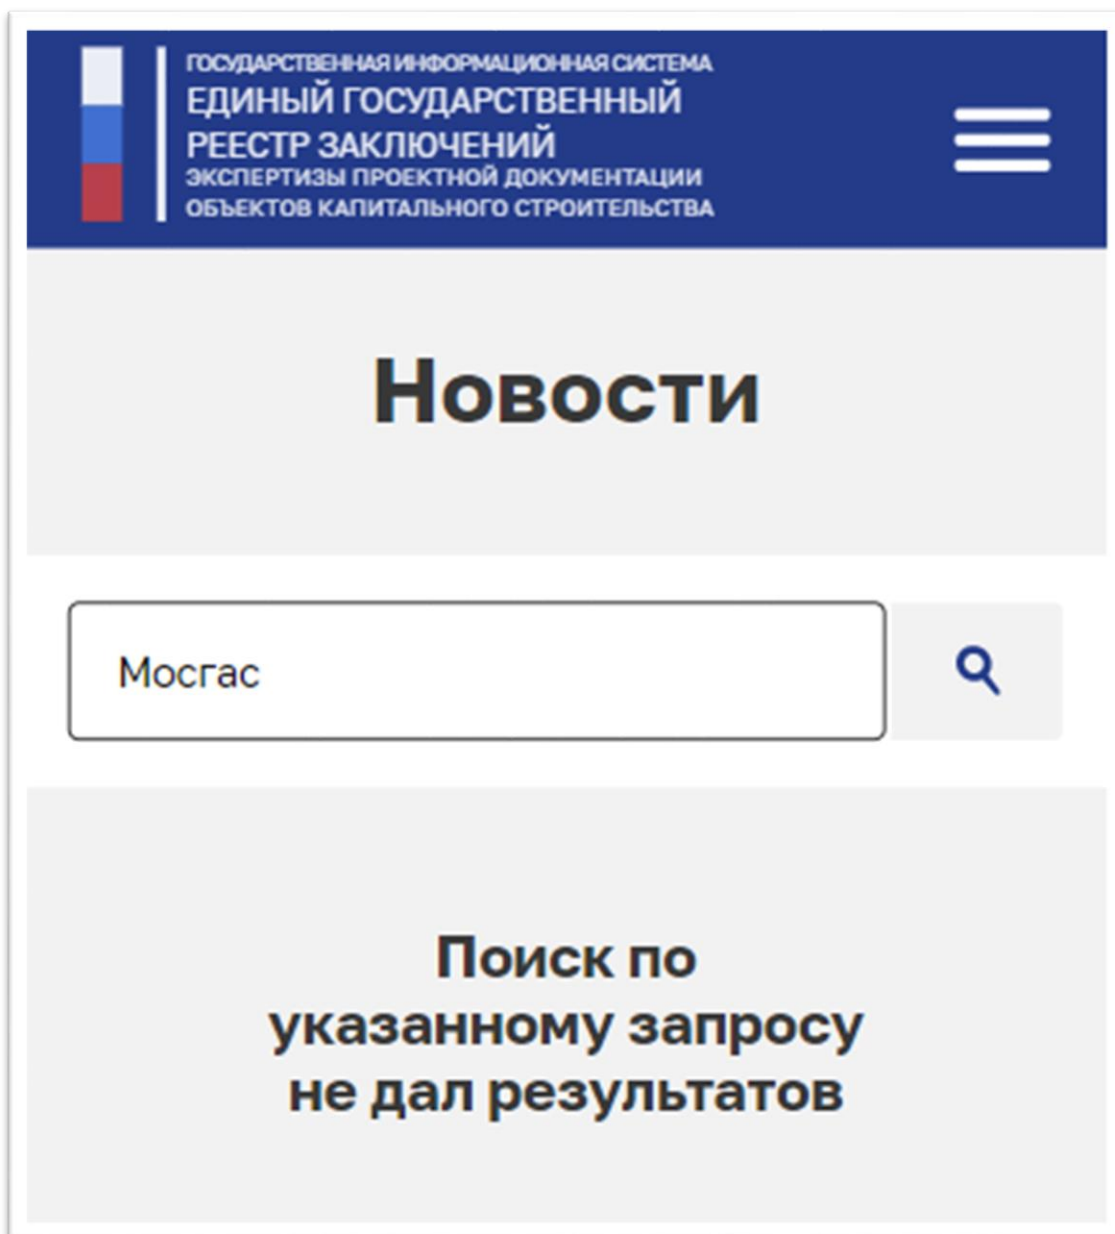 ГОСУДАРСТВЕННАЯ ИНФОРМАЦИОННАЯ СИСТЕМА
ЕДИНЫЙ ГОСУДАРСТВЕННЫЙ
РЕЕСТР ЗАКЛЮЧЕНИЙ
ЭКСПЕРТИЗЫ ПРОЕКТНОЙ ДОКУМЕНТАЦИИ
ОБЪЕКТОВ КАПИТАЛЬНОГО СТРОИТЕЛЬСТВА
Новости
Мосгас
Поиск по
указанному запросу
не дал результатов